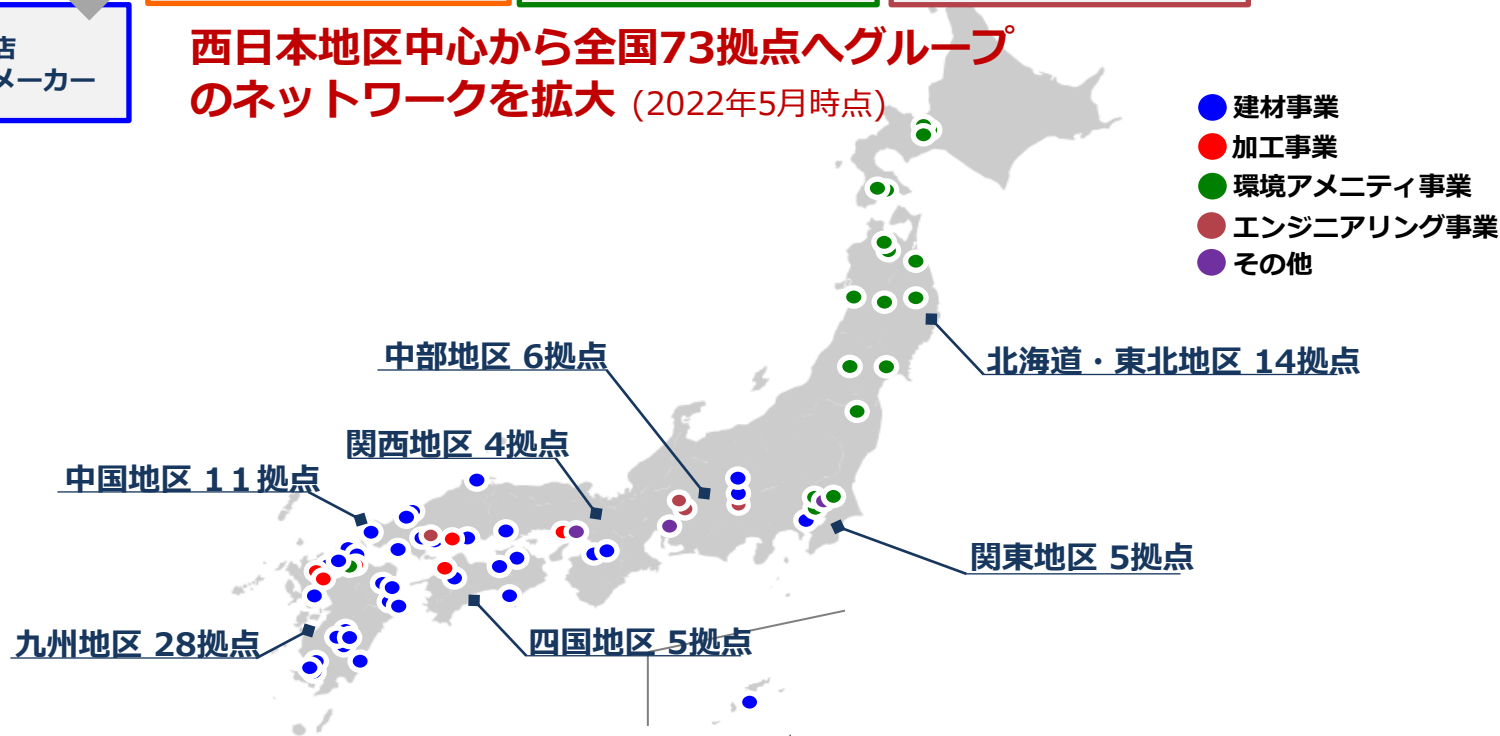 店
メーカー
西日本地区中心から全国73拠点へグループ
のネットワークを拡大 (2022年5月時点)
建材事業
加工事業
環境アメニティ事業
エンジニアリング事業
その他
中部地区 6拠点
北海道・東北地区 14拠点
関西地区 4拠点
中国地区 １１拠点
関東地区 5拠点
九州地区 28拠点
四国地区 5拠点